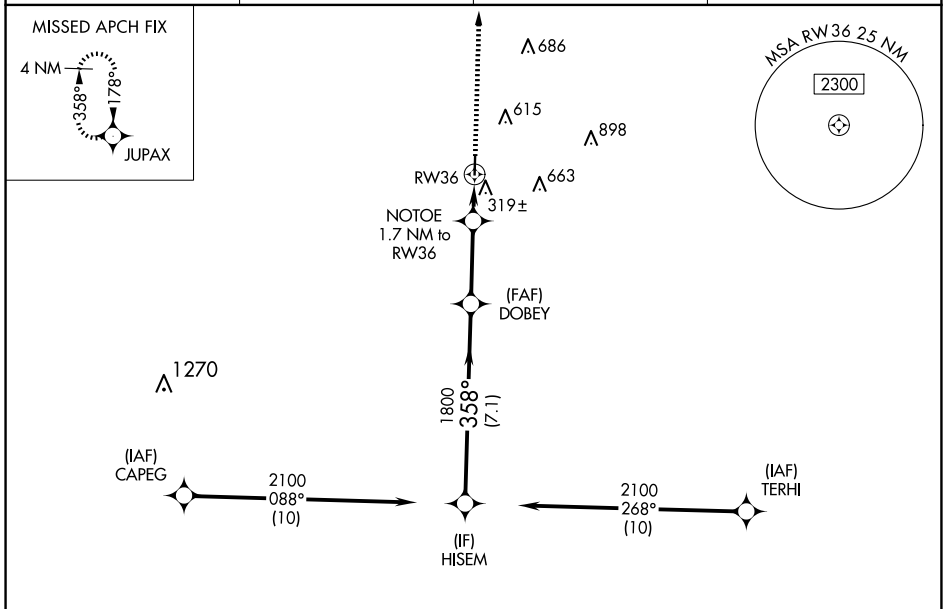 MISSED APCH FIX
4 NM
358°
178°
JUPAX
686
615
898
RW36
663
319±
NOTOE
1.7 NM to
RW36
(FAF)
DOBEY
MSA RW 36 25 NM
2300
1270
1800
358°
(7.1)
(IAF)
CAPEG
2100
088°
(10)
(IF)
HISEM
2100
268°
(10)
(IAF)
TERHI